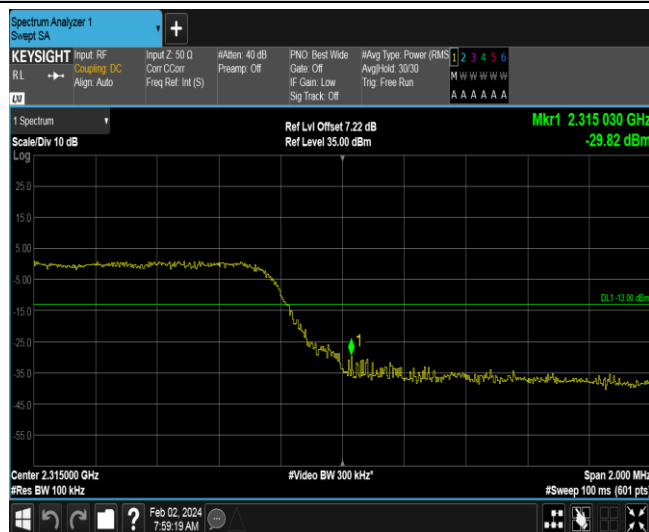 Spectrum Analyzer 1
Swept SA
+
KEYSIGHT
RL
LXI
Input: RF
Coupling: DC
Align: Auto
Input Z: 50 Ω
Corr CCorr
Freq Ref: Int (S)
#Atten: 40 dB
Preamp: Off
PNO: Best Wide
Gate: Off
IF Gain: Low
Sig Track: Off
#Avg Type: Power (RMS
Avg|Hold: 30/30
Trig: Free Run
1 2 3 4 5 6
M W W W W W
A A A A A A
1 Spectrum
Scale/Div 10 dB
Ref Lvl Offset 7.22 dB
Ref Level 35.00 dBm
Mkr1 2.315 030 GHz
-29.82 dBm
Log
25.0
15.0
5.00
-5.00
-15.0
-25.0
-35.0
-45.0
-55.0
DL1 -13.00 dBm
1
Center 2.315000 GHz
#Res BW 100 kHz
#Video BW 300 kHz*
Span 2.000 MHz
#Sweep 100 ms (601 pts)
?
Feb 02, 2024
7:59:19 AM